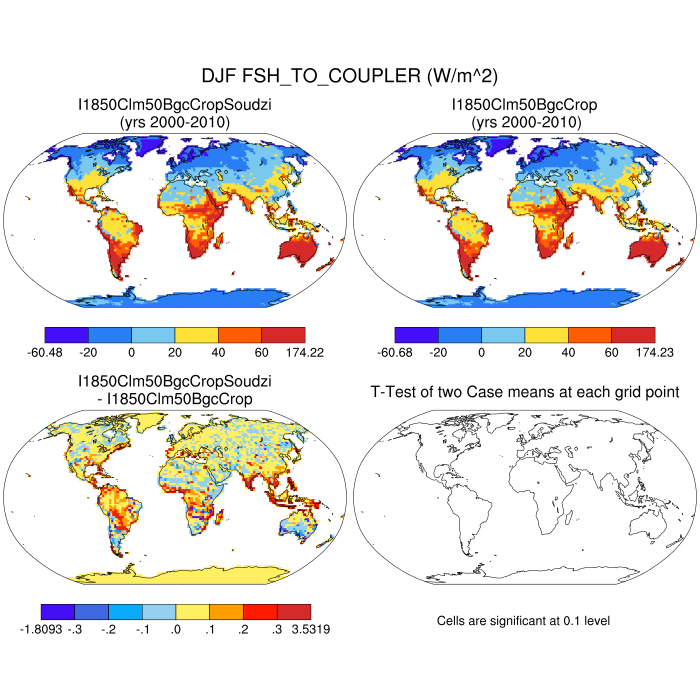 DJF FSH_TO_COUPLER (W/m^2)
I1850Clm50BgcCropSoudzi
(yrs 2000-2010)
I1850Clm50BgcCrop
(yrs 2000-2010)
-60.48 -20 0 20 40 60 174.22
-60.68 -20 0 20 40 60 174.23
I1850Clm50BgcCropSoudzi
- I1850Clm50BgcCrop
T-Test of two Case means at each grid point
-1.8093 -.3 -.2 -.1 .0 .1 .2 .3 3.5319
Cells are significant at 0.1 level